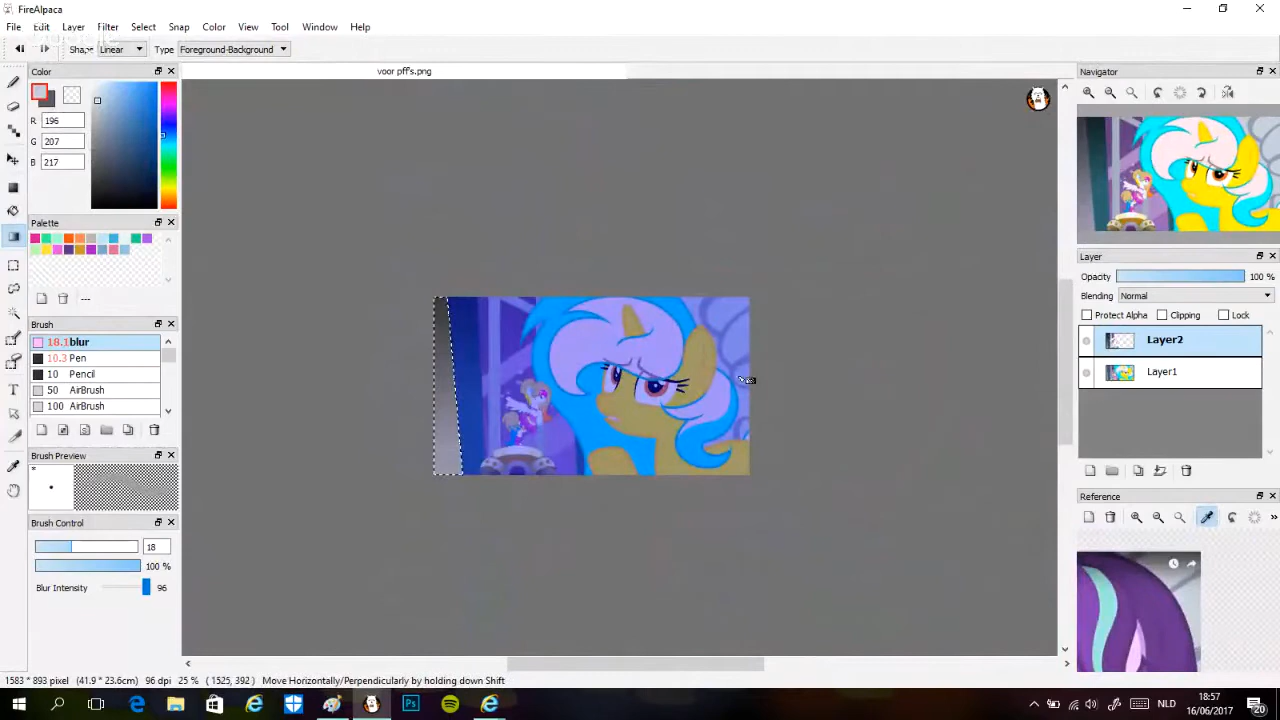 FireAlpaca
File Edit Layer Filter Select Snap Color View Tool Window Help
Shape Linear Type Foreground-Background
voor pffs.png
Color
R 196
G 207
B 217
Palette
---
Brush
18.1 blur
10.3 Pen
10 Pencil
50 AirBrush
100 AirBrush
Brush Preview
*
Brush Control
18
100 %
Blur Intensity 96
Navigator
Layer
Opacity 100 %
Blending Normal
Protect Alpha Clipping Lock
Layer2
Layer1
Reference
»
1583 * 893 pixel (41.9 * 23.6cm) 96 dpi 25 % ( 1525, 392) Move Horizontally/Perpendicularly by holding down Shift
NLD 18:57
16/06/2017
20
Ps